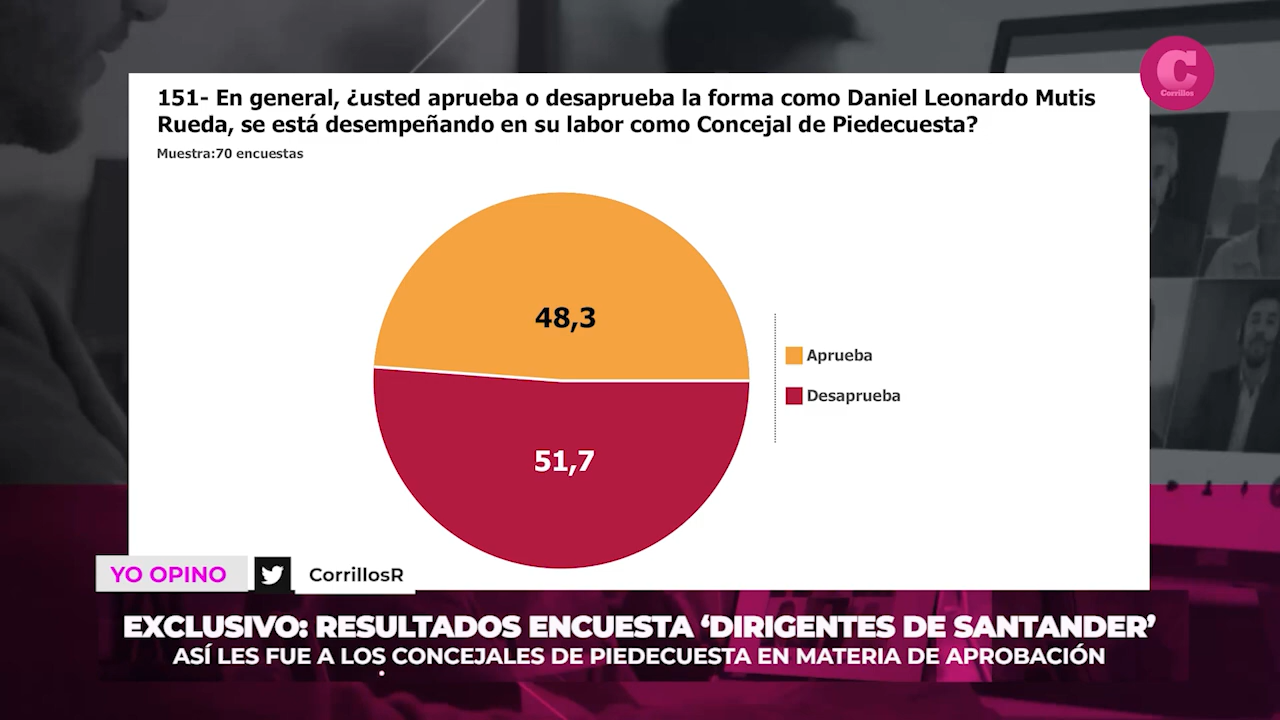 C
Corrillos
151- En general, ¿usted aprueba o desaprueba la forma como Daniel Leonardo Mutis
Rueda, se está desempeñando en su labor como Concejal de Piedecuesta?
Muestra:70 encuestas
48,3
51,7
Aprueba
Desaprueba
YO OPINO
CorrillosR
EXCLUSIVO: RESULTADOS ENCUESTA ‘DIRIGENTES DE SANTANDER’
ASÍ LES FUE A LOS CONCEJALES DE PIEDECUESTA EN MATERIA DE APROBACIÓN